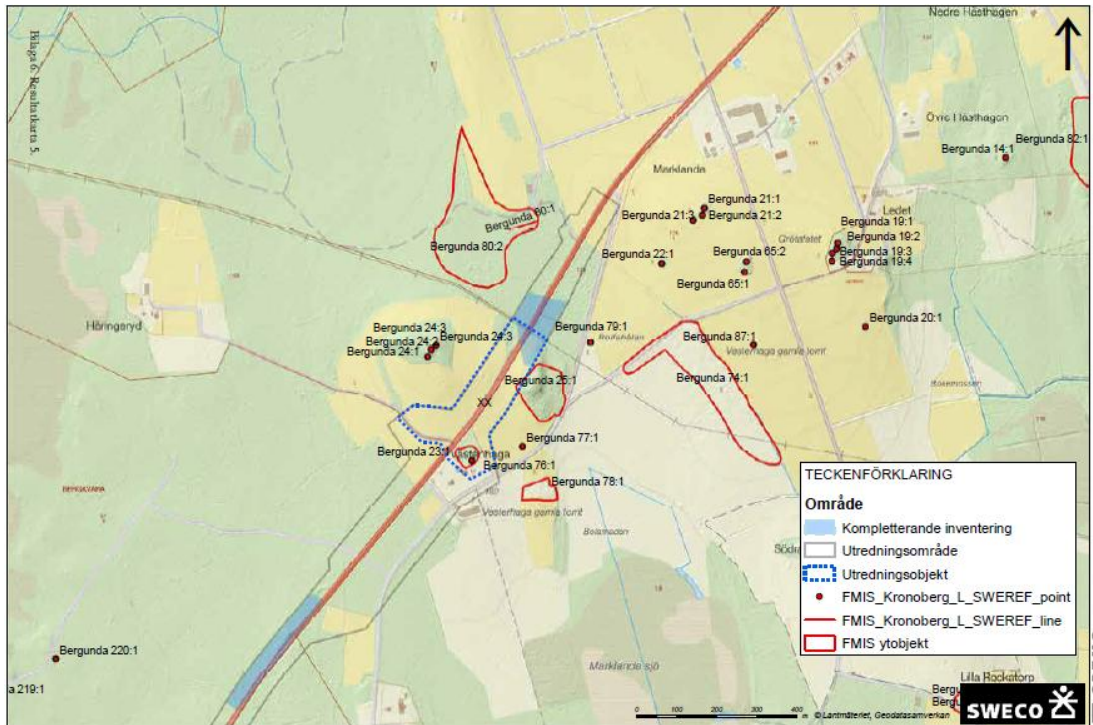 Bilaga 6. Resultatkarta 5.
Nedre Hästhagen
Övre Hästhagen
Bergunda 82:1
Bergunda 14:1
Marklanda
Ledet
Bergunda 21:1
Bergunda 21:3
Bergunda 21:2
Bergunda 19:1
Bergunda 19:2
Bergunda 19:3
Bergunda 19:4
Bergunda 80:1
Bergunda 80:2
Bergunda 22:1
Bergunda 65:2
Bergunda 65:1
Häringeryd
Bergunda 24:3
Bergunda 24:3
Bergunda 24:2
Bergunda 24:1
Bergunda 79:1
Bergunda 87:1
Bergunda 20:1
Västerhaga gamla tomt
Bergunda 74:1
Bergunda 25:1
XX
Bergunda 23:1
Bergunda 77:1
Bergunda 76:1
Bergunda 78:1
Västerhaga gamla tomt
Bolamaden
Marklanda sjö
Bergunda 220:1
a 219:1
Lilla Rockatorp
TECKENFÖRKLARING
Område
Kompletterande inventering
Utredningsområde
Utredningsobjekt
FMIS_Kronoberg_L_SWEREF_point
FMIS_Kronoberg_L_SWEREF_line
FMIS ytobjekt
0 100 200 300 400
m © Lantmäteriet, Geodatasamverkan
SWECO